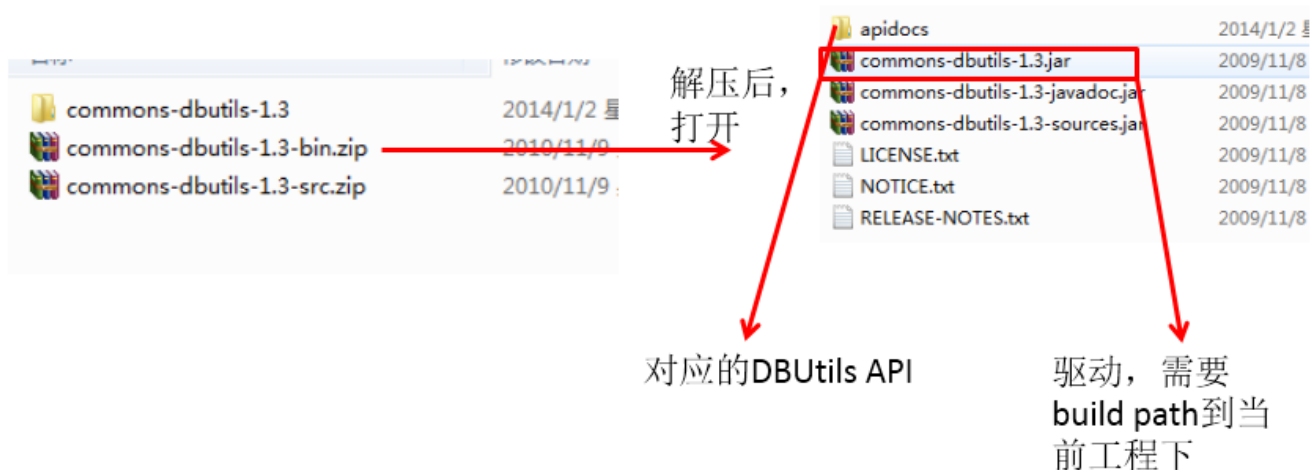 commons-dbutils-1.3
2014/1/2
commons-dbutils-1.3-bin.zip
2010/11/9
commons-dbutils-1.3-src.zip
2010/11/9
解压后，
打开
apidocs
2014/1/2
commons-dbutils-1.3.jar
2009/11/8
commons-dbutils-1.3-javadoc.jar
2009/11/8
commons-dbutils-1.3-sources.jar
2009/11/8
LICENSE.txt
2009/11/8
NOTICE.txt
2009/11/8
RELEASE-NOTES.txt
2009/11/8
对应的DBUtils API
驱动，需要
build path到当
前工程下